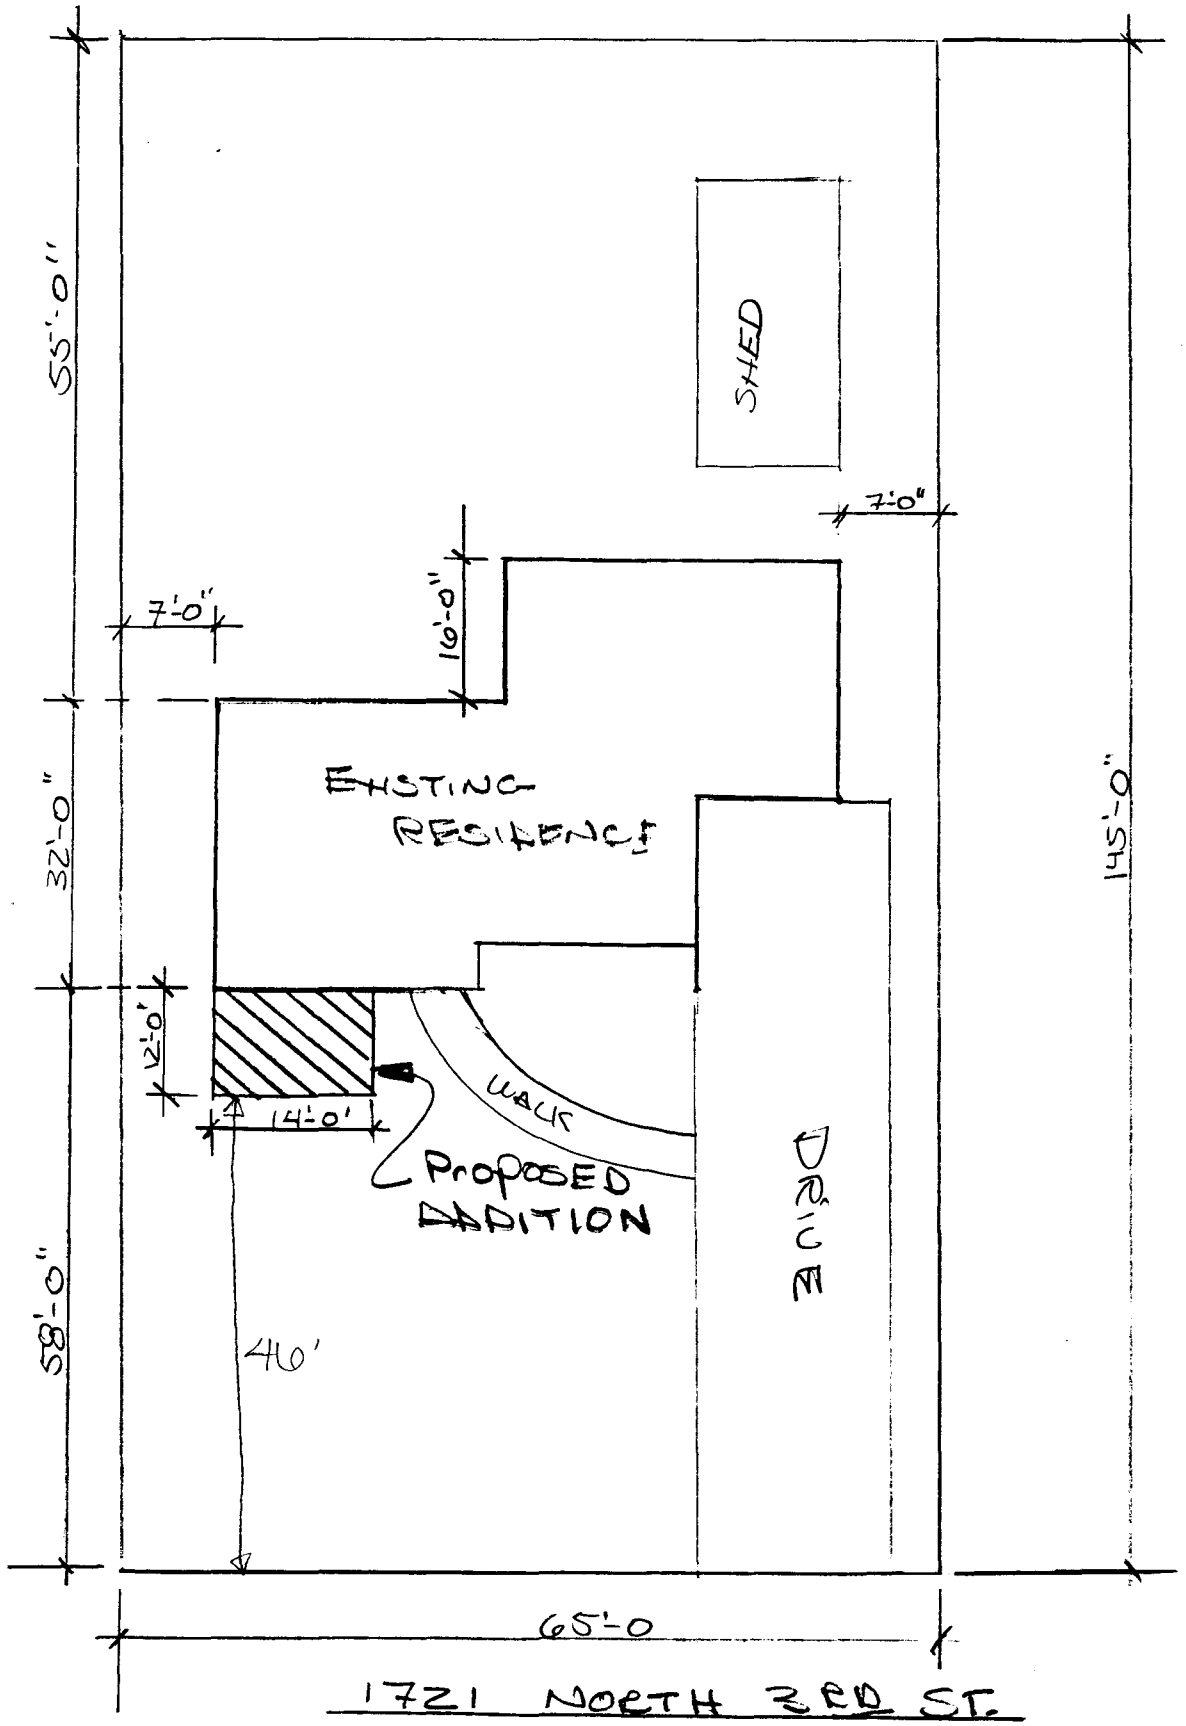 55'-0"
SHED
7'-0"
7'-0"
16'-0"
145'-0"
EXISTING
RESIDENCE
32'-0"
12'-0'
14'-0'
WALK
PROPOSED
ADDITION
DRIVE
58'-0"
46'
65'-0
1721 NORTH 3RD ST.